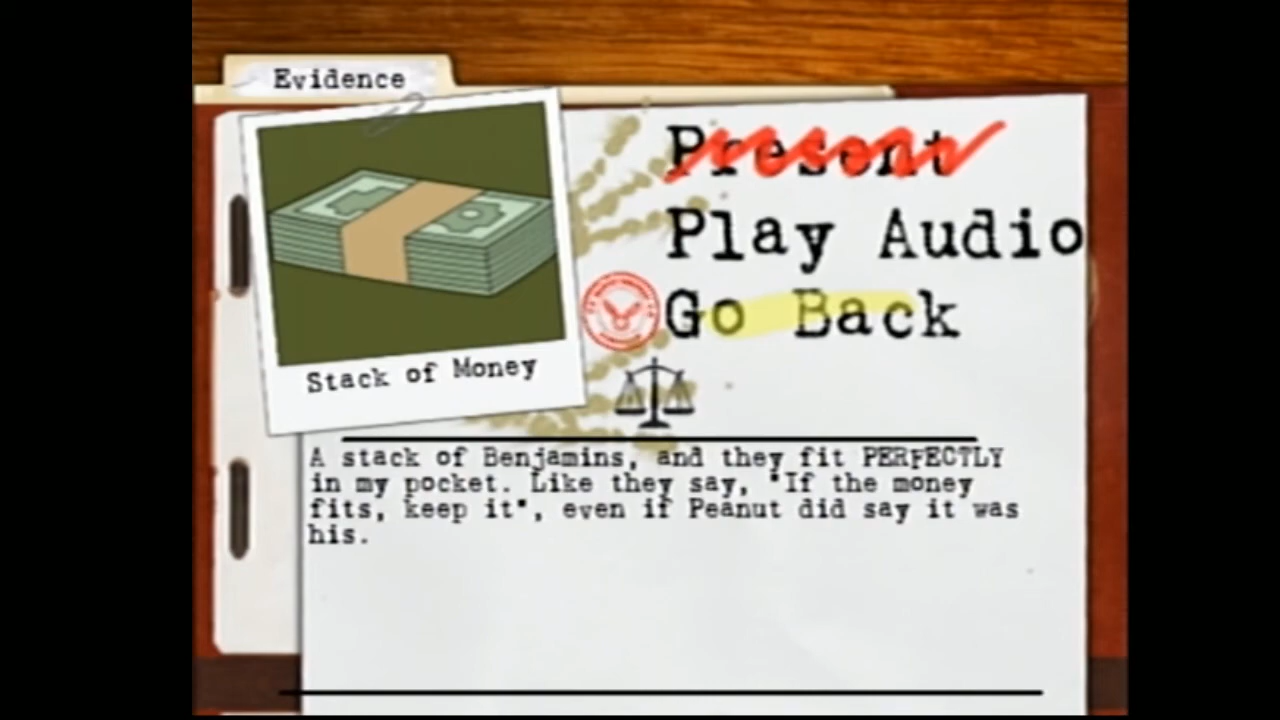 Evidence
Present
Play Audio
Go Back
Stack of Money
A stack of Benjamins, and they fit PERFECTLY
in my pocket. Like they say, "If the money
fits, keep it", even if Peanut did say it was
his.